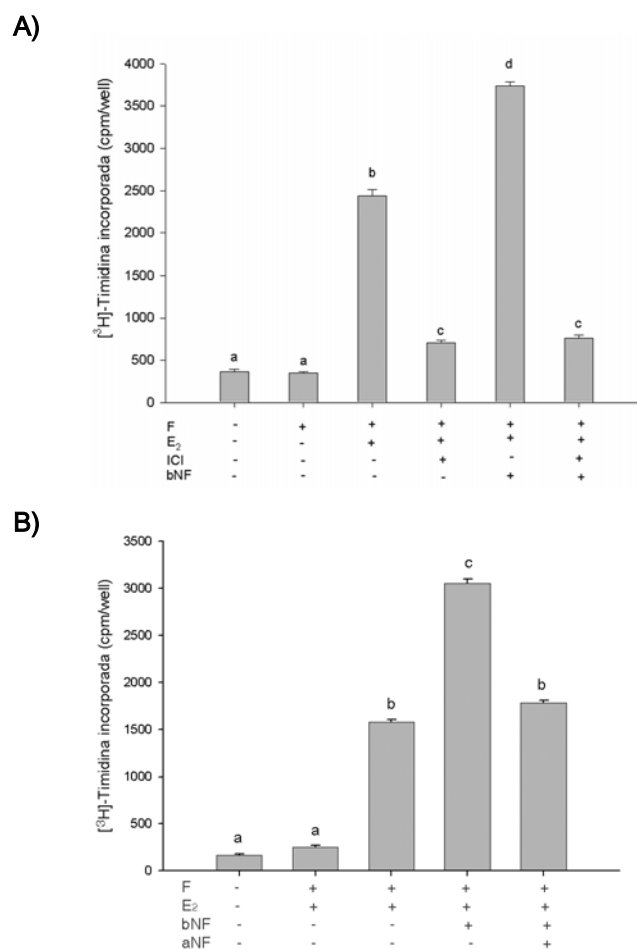 A)
[³H]-Timidina incorporada (cpm/well)
4000
3500
3000
2500
2000
1500
1000
500
0
a
a
b
c
d
c
F - + + + + +
E₂ - - + + + +
ICI - - - + - +
bNF - - - - + +
B)
[³H]-Timidina incorporada (cpm/well)
3500
3000
2500
2000
1500
1000
500
0
a
a
b
c
b
F - + + + +
E₂ - + + + +
bNF - - - + +
aNF - - - - +